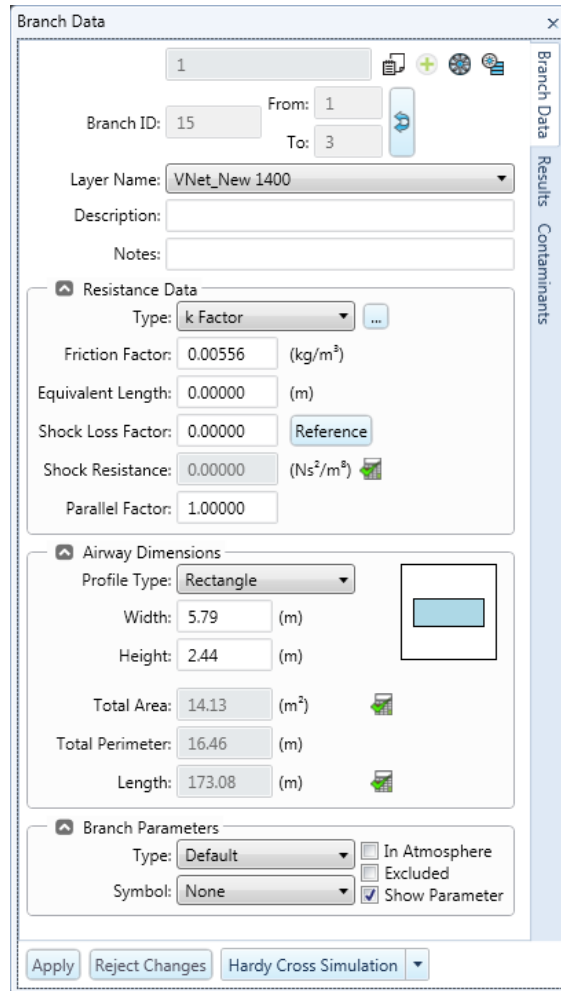 Branch Data
×
1
Branch ID: 15
From: 1
To: 3
Layer Name: VNet_New 1400
Description:
Notes:
Resistance Data
Type: k Factor ...
Friction Factor: 0.00556 (kg/m³)
Equivalent Length: 0.00000 (m)
Shock Loss Factor: 0.00000 Reference
Shock Resistance: 0.00000 (Ns²/m⁸)
Parallel Factor: 1.00000
Airway Dimensions
Profile Type: Rectangle
Width: 5.79 (m)
Height: 2.44 (m)
Total Area: 14.13 (m²)
Total Perimeter: 16.46 (m)
Length: 173.08 (m)
Branch Parameters
Type: Default In Atmosphere
Excluded
Symbol: None Show Parameter
Apply Reject Changes Hardy Cross Simulation
Branch Data
Results
Contaminants